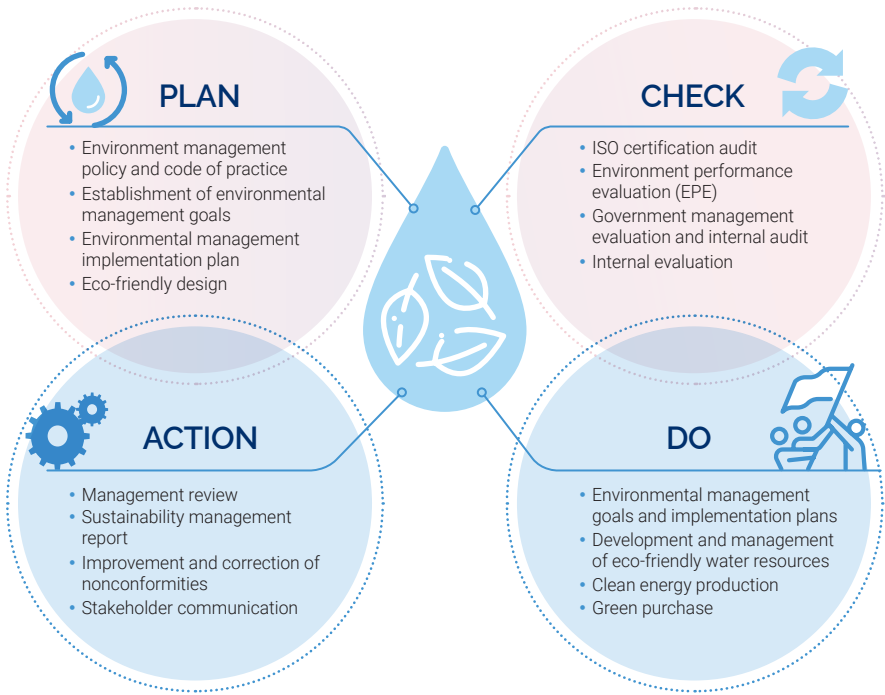 PLAN
• Environment management
policy and code of practice
• Establishment of environmental
management goals
• Environmental management
implementation plan
• Eco-friendly design
CHECK
• ISO certification audit
• Environment performance
evaluation (EPE)
• Government management
evaluation and internal audit
• Internal evaluation
ACTION
• Management review
• Sustainability management
report
• Improvement and correction of
nonconformities
• Stakeholder communication
DO
• Environmental management
goals and implementation plans
• Development and management
of eco-friendly water resources
• Clean energy production
• Green purchase